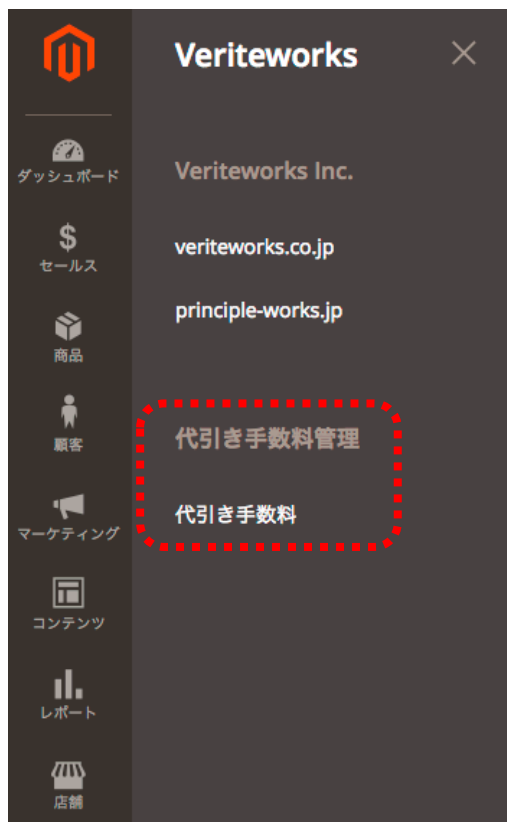 ダッシュボード
セールス
商品
顧客
マーケティング
コンテンツ
レポート
店舗
Veriteworks
Veriteworks Inc.
veriteworks.co.jp
principle-works.jp
代引き手数料管理
代引き手数料